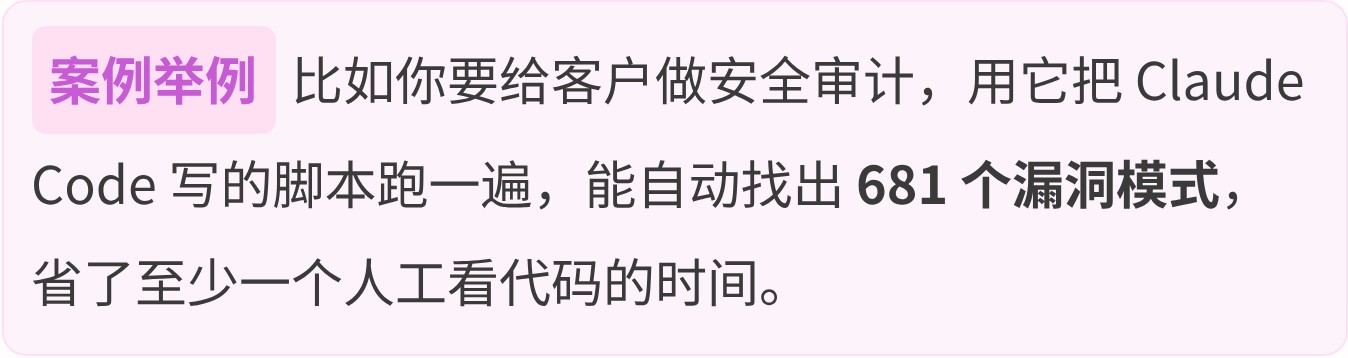 案例举例 比如你要给客户做安全审计，用它把 Claude
Code 写的脚本跑一遍，能自动找出 681 个漏洞模式，
省了至少一个人工看代码的时间。